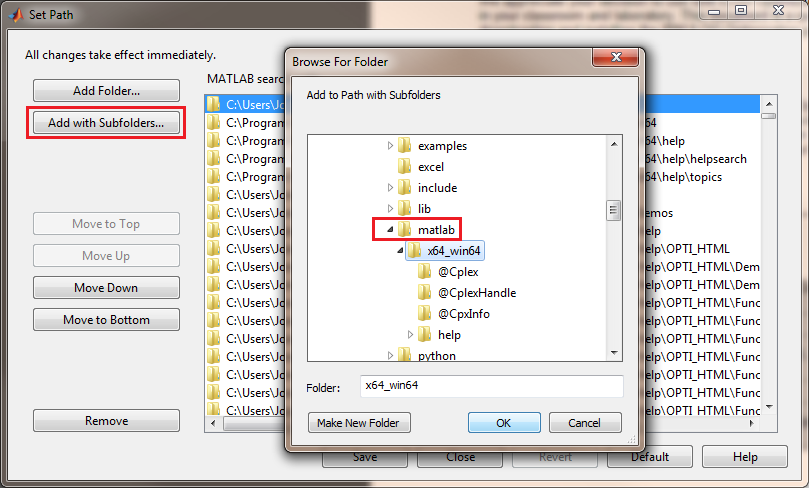 Set Path
All changes take effect immediately.
Add Folder...
Add with Subfolders...
Move to Top
Move Up
Move Down
Move to Bottom
Remove
MATLAB searc
C:\Users\Jo
C:\Program
C:\Program
C:\Program
C:\Program
C:\Users\Jo
C:\Users\Jo
C:\Users\Jo
C:\Users\Jo
C:\Users\Jo
C:\Users\Jo
C:\Users\Jo
C:\Users\Jo
C:\Users\Jo
C:\Users\Jo
C:\Users\Jo
C:\Users\Jo
C:\Users\Jo
64
64\help
64\help\helpsearch
64\help\topics
emos
elp
elp\OPTI_HTML
elp\OPTI_HTML\Dem
elp\OPTI_HTML\Dem
elp\OPTI_HTML\Func
elp\OPTI_HTML\Func
elp\OPTI_HTML\Func
elp\OPTI_HTML\Func
elp\OPTI_HTML\Func
elp\OPTI_HTML\Func
elp\OPTI_HTML\Func
Save
Close
Revert
Default
Help
Browse For Folder
Add to Path with Subfolders
examples
excel
include
lib
matlab
x64_win64
@Cplex
@CplexHandle
@CpxInfo
help
python
Folder: x64_win64
Make New Folder
OK
Cancel